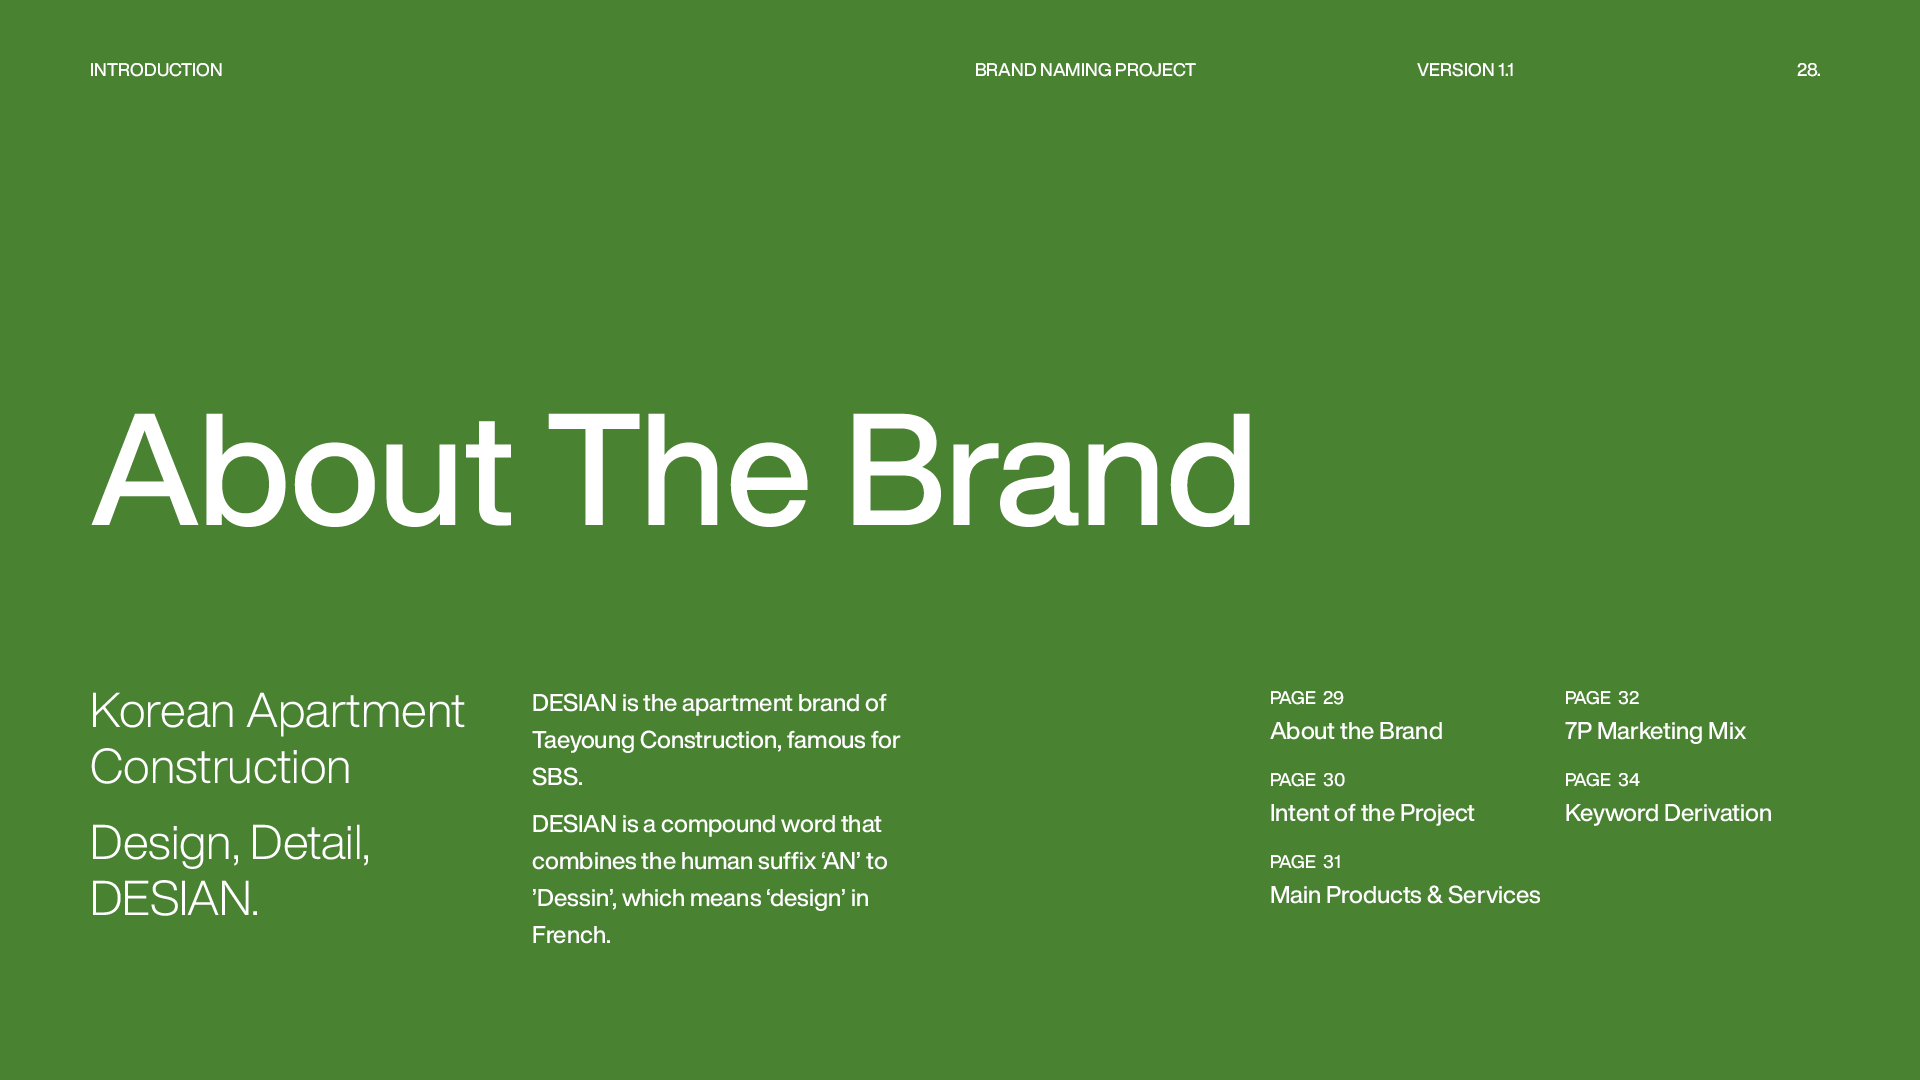 INTRODUCTION
BRAND NAMING PROJECT
VERSION 1.1
28.
About The Brand
Korean Apartment
Construction
Design, Detail,
DESIAN.
DESIAN is the apartment brand of
Taeyoung Construction, famous for
SBS.
DESIAN is a compound word that
combines the human suffix ‘AN’ to
’Dessin’, which means ‘design’ in
French.
PAGE 29
About the Brand
PAGE 30
Intent of the Project
PAGE 31
Main Products & Services
PAGE 32
7P Marketing Mix
PAGE 34
Keyword Derivation